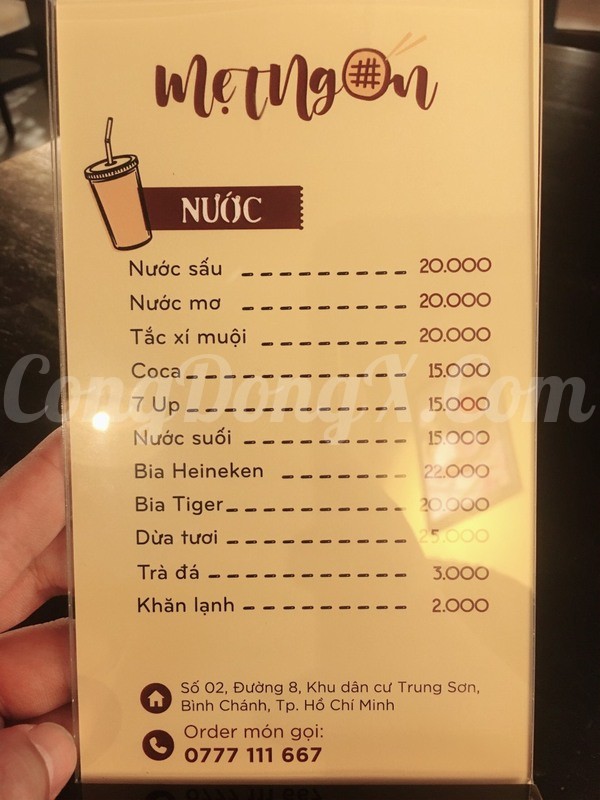 Mẹt Ngon
NƯỚC
Nước sấu 20.000
Nước mơ 20.000
Tắc xí muội 20.000
Coca 15.000
7 Up 15.000
Nước suối 15.000
Bia Heineken 22.000
Bia Tiger 20.000
Dừa tươi 25.000
Trà đá 3.000
Khăn lạnh 2.000
CongDongX.Com
Số 02, Đường 8, Khu dân cư Trung Sơn,
Bình Chánh, Tp. Hồ Chí Minh
Order món gọi:
0777 111 667